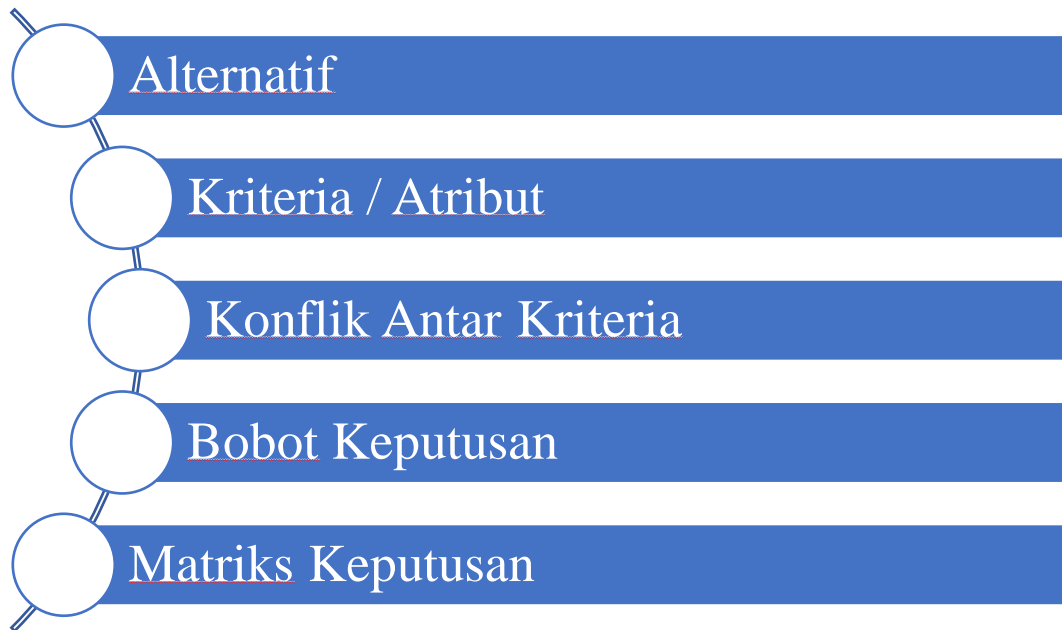 Alternatif
Kriteria / Atribut
Konflik Antar Kriteria
Bobot Keputusan
Matriks Keputusan